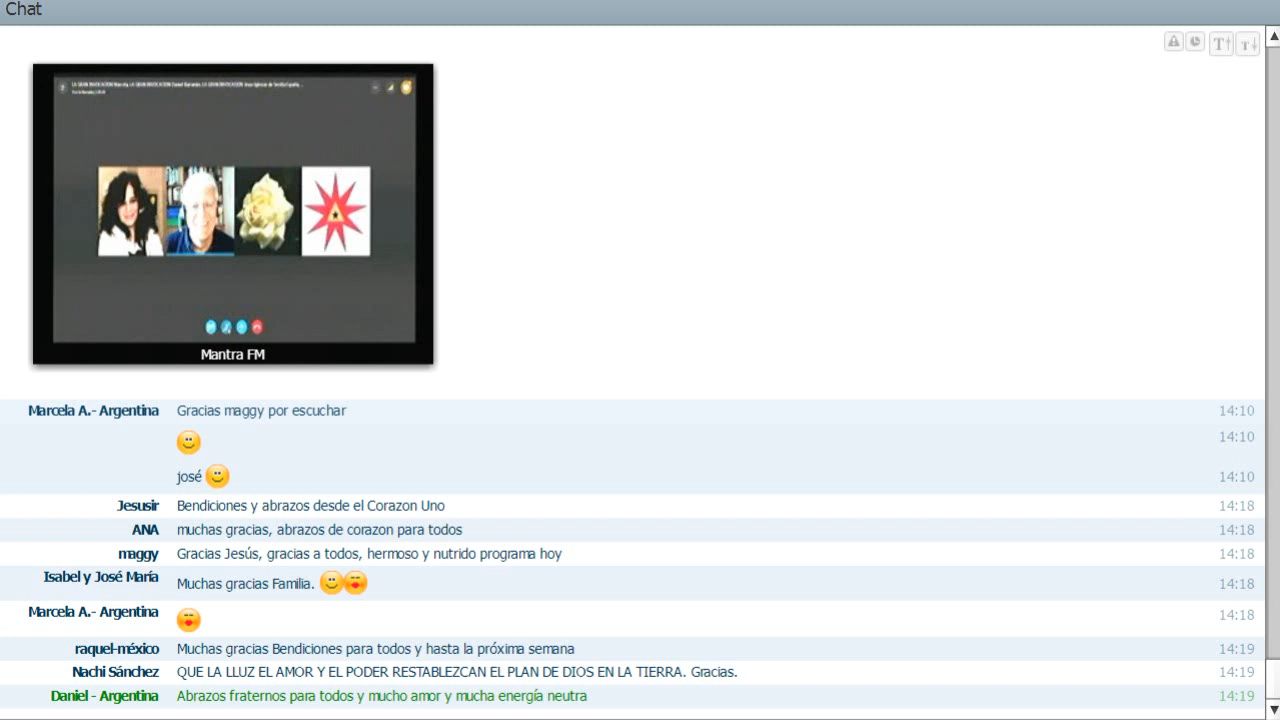 Chat
Mantra FM
Marcela A.- Argentina Gracias maggy por escuchar 14:10
14:10
josé 14:10
Jesusir Bendiciones y abrazos desde el Corazon Uno 14:18
ANA muchas gracias, abrazos de corazon para todos 14:18
maggy Gracias Jesús, gracias a todos, hermoso y nutrido programa hoy 14:18
Isabel y José María Muchas gracias Familia. 14:18
Marcela A.- Argentina 14:18
raquel-méxico Muchas gracias Bendiciones para todos y hasta la próxima semana 14:19
Nachi Sánchez QUE LA LLUZ EL AMOR Y EL PODER RESTABLEZCAN EL PLAN DE DIOS EN LA TIERRA. Gracias. 14:19
Daniel - Argentina Abrazos fraternos para todos y mucho amor y mucha energía neutra 14:19